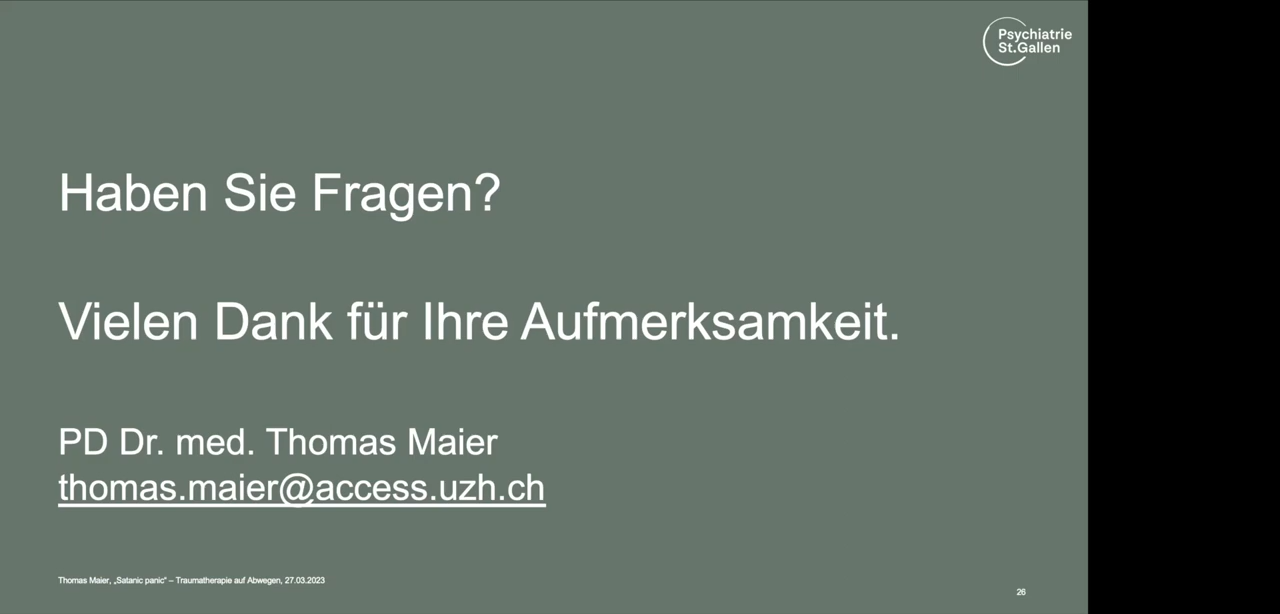 Psychiatrie
St.Gallen
Haben Sie Fragen?
Vielen Dank für Ihre Aufmerksamkeit.
PD Dr. med. Thomas Maier
thomas.maier@access.uzh.ch
Thomas Maier, „Satanic panic“ – Traumatherapie auf Abwegen, 27.03.2023
26